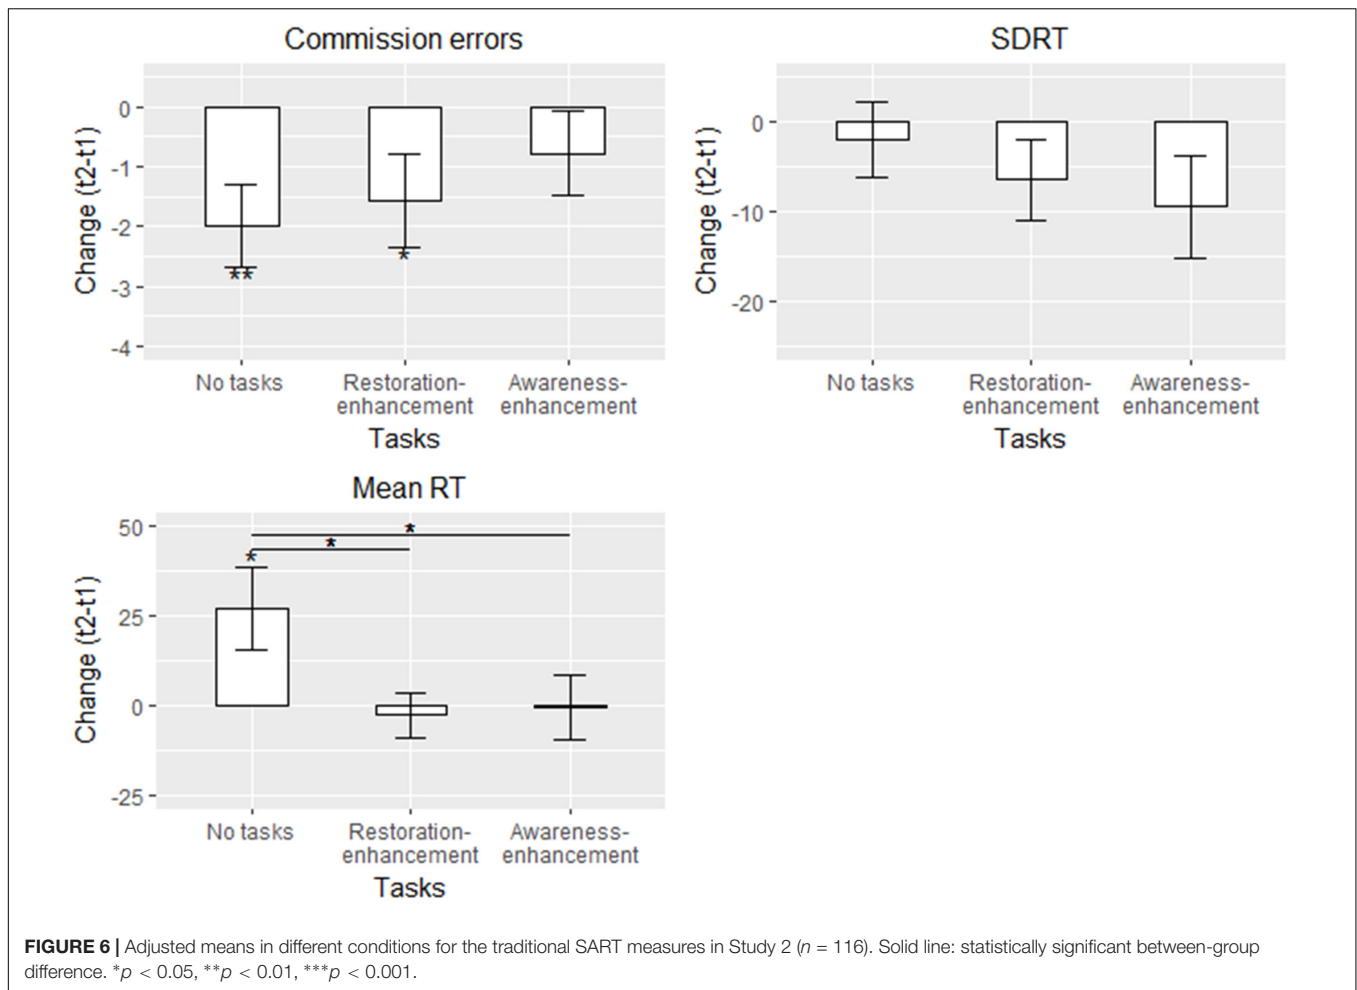 Commission errors
Change (t2-t1)
0
-1
-2
-3
-4
**
*
No tasks
Restoration-
enhancement
Awareness-
enhancement
Tasks
SDRT
Change (t2-t1)
0
-10
-20
No tasks
Restoration-
enhancement
Awareness-
enhancement
Tasks
Mean RT
Change (t2-t1)
50
25
0
-25
*
*
*
No tasks
Restoration-
enhancement
Awareness-
enhancement
Tasks
FIGURE 6 | Adjusted means in different conditions for the traditional SART measures in Study 2 (n = 116). Solid line: statistically significant between-group
difference. *p < 0.05, **p < 0.01, ***p < 0.001.